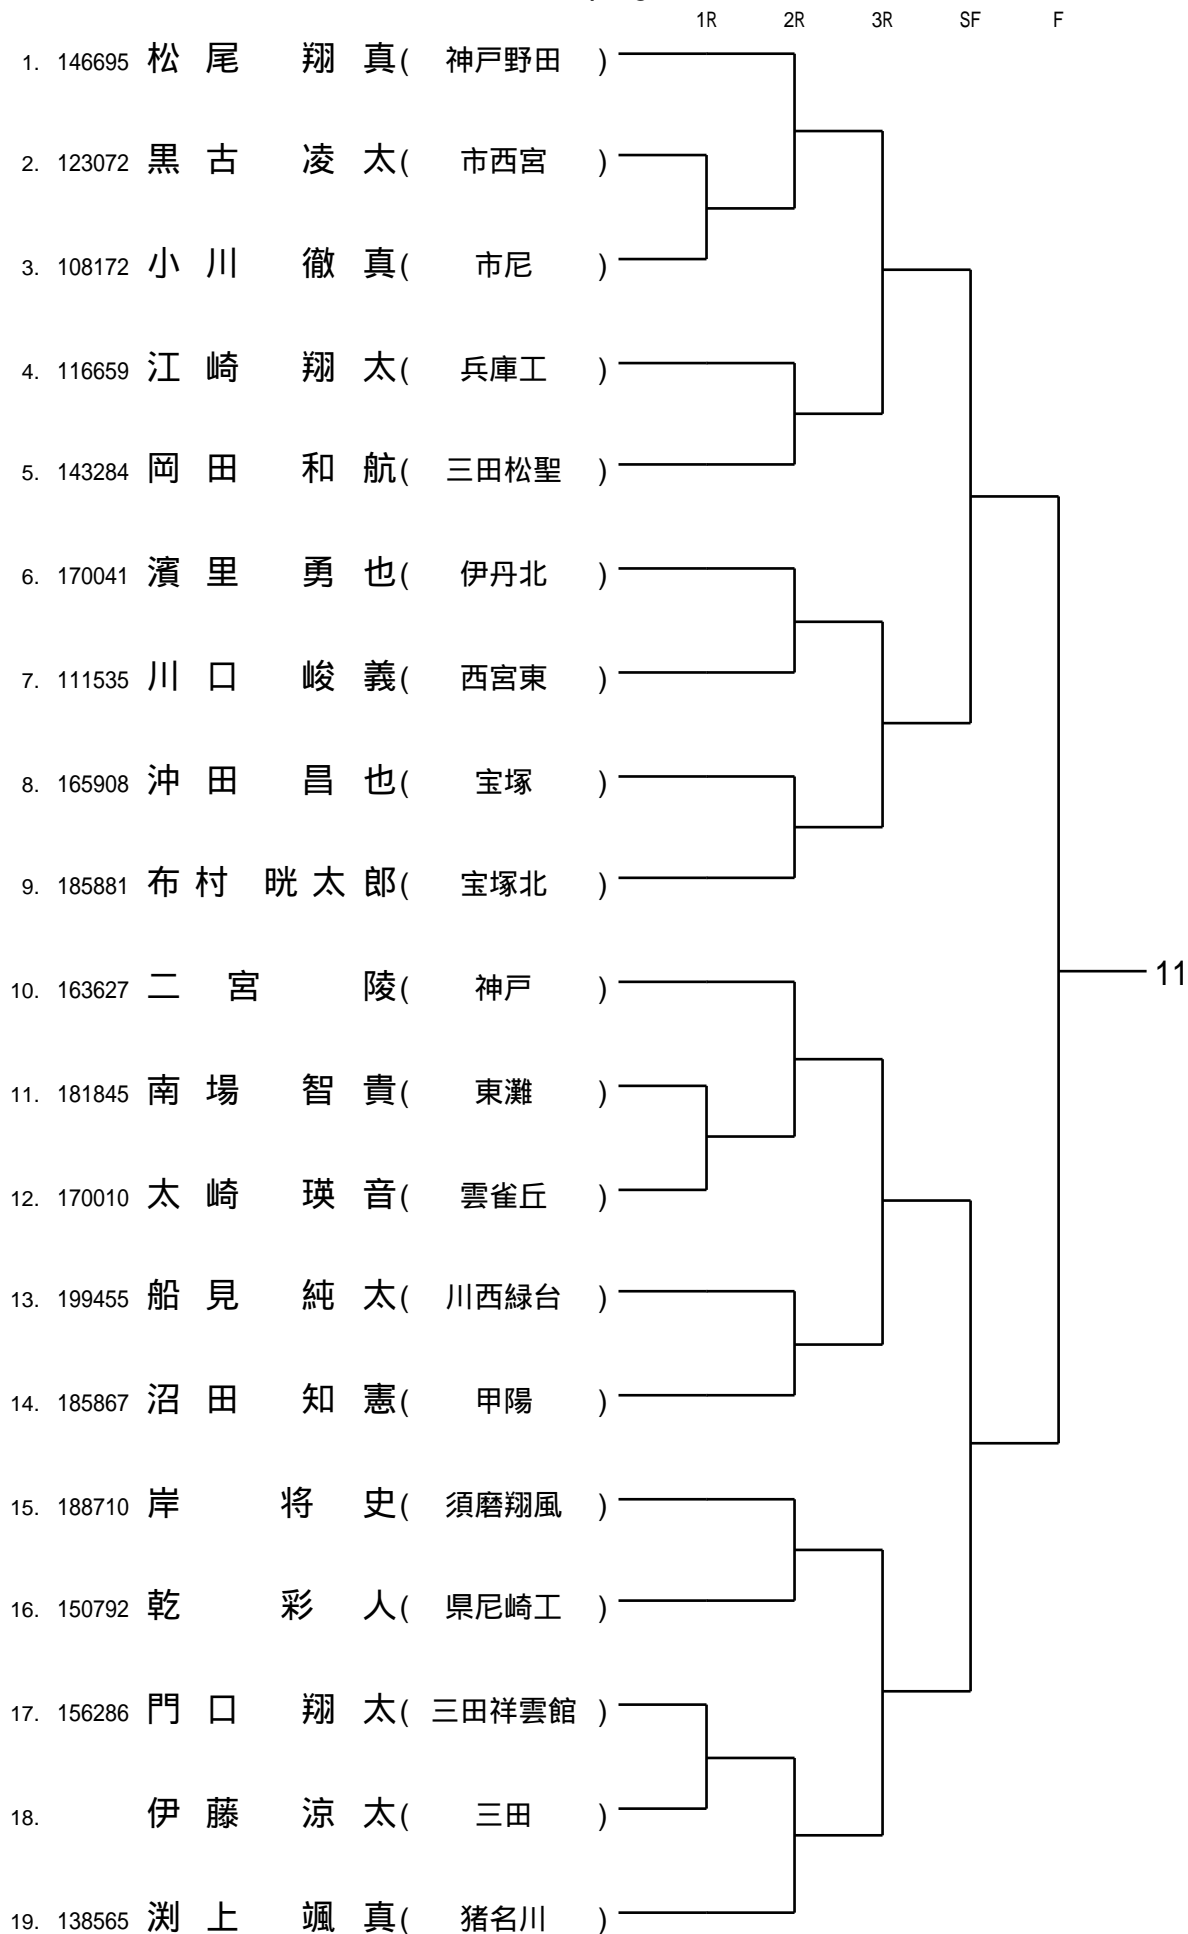 1R 2R 3R SF F
1. 146695 松尾 翔真( 神戸野田 )
2. 123072 黒古 凌太( 市西宮 )
3. 108172 小川 徹真( 市尼 )
4. 116659 江崎 翔太( 兵庫工 )
5. 143284 岡田 和航( 三田松聖 )
6. 170041 濱里 勇也( 伊丹北 )
7. 111535 川口 峻義( 西宮東 )
8. 165908 沖田 昌也( 宝塚 )
9. 185881 布村 晄太郎( 宝塚北 )
11
10. 163627 二宮 陵( 神戸 )
11. 181845 南場 智貴( 東灘 )
12. 170010 太崎 瑛音( 雲雀丘 )
13. 199455 船見 純太( 川西緑台 )
14. 185867 沼田 知憲( 甲陽 )
15. 188710 岸 将史( 須磨翔風 )
16. 150792 乾 彩人( 県尼崎工 )
17. 156286 門口 翔太( 三田祥雲館 )
18. 伊藤 涼太( 三田 )
19. 138565 渕上 颯真( 猪名川 )